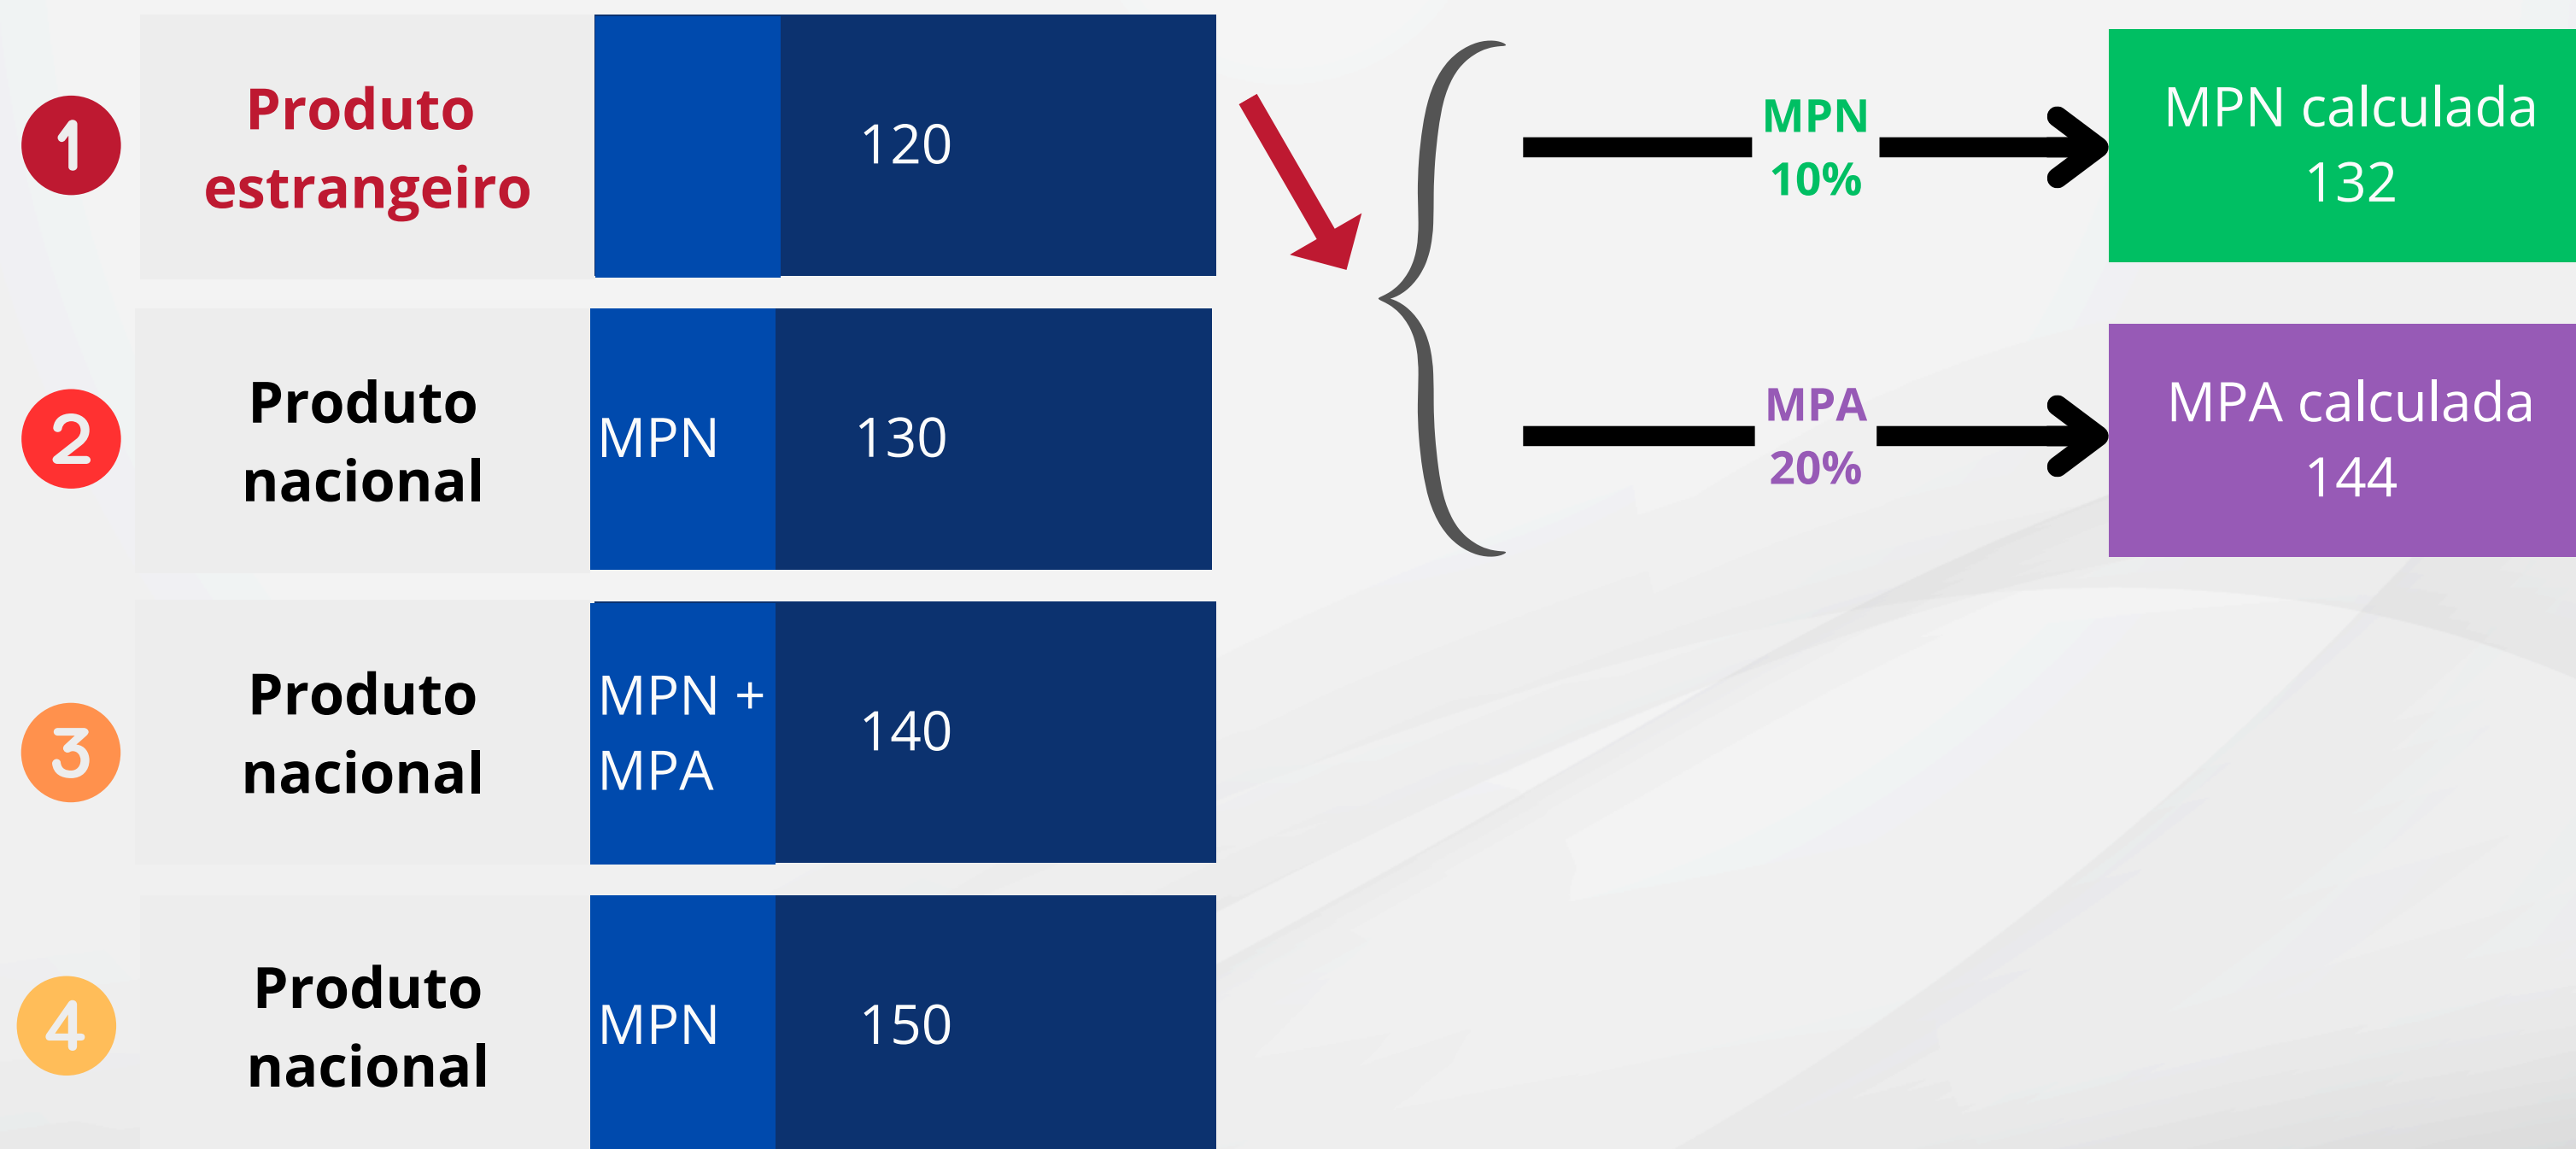 1
Produto
estrangeiro
120
MPN
10%
MPN calculada
132
2
Produto
nacional
MPN
130
MPA
20%
MPA calculada
144
3
Produto
nacional
MPN +
MPA
140
4
Produto
nacional
MPN
150